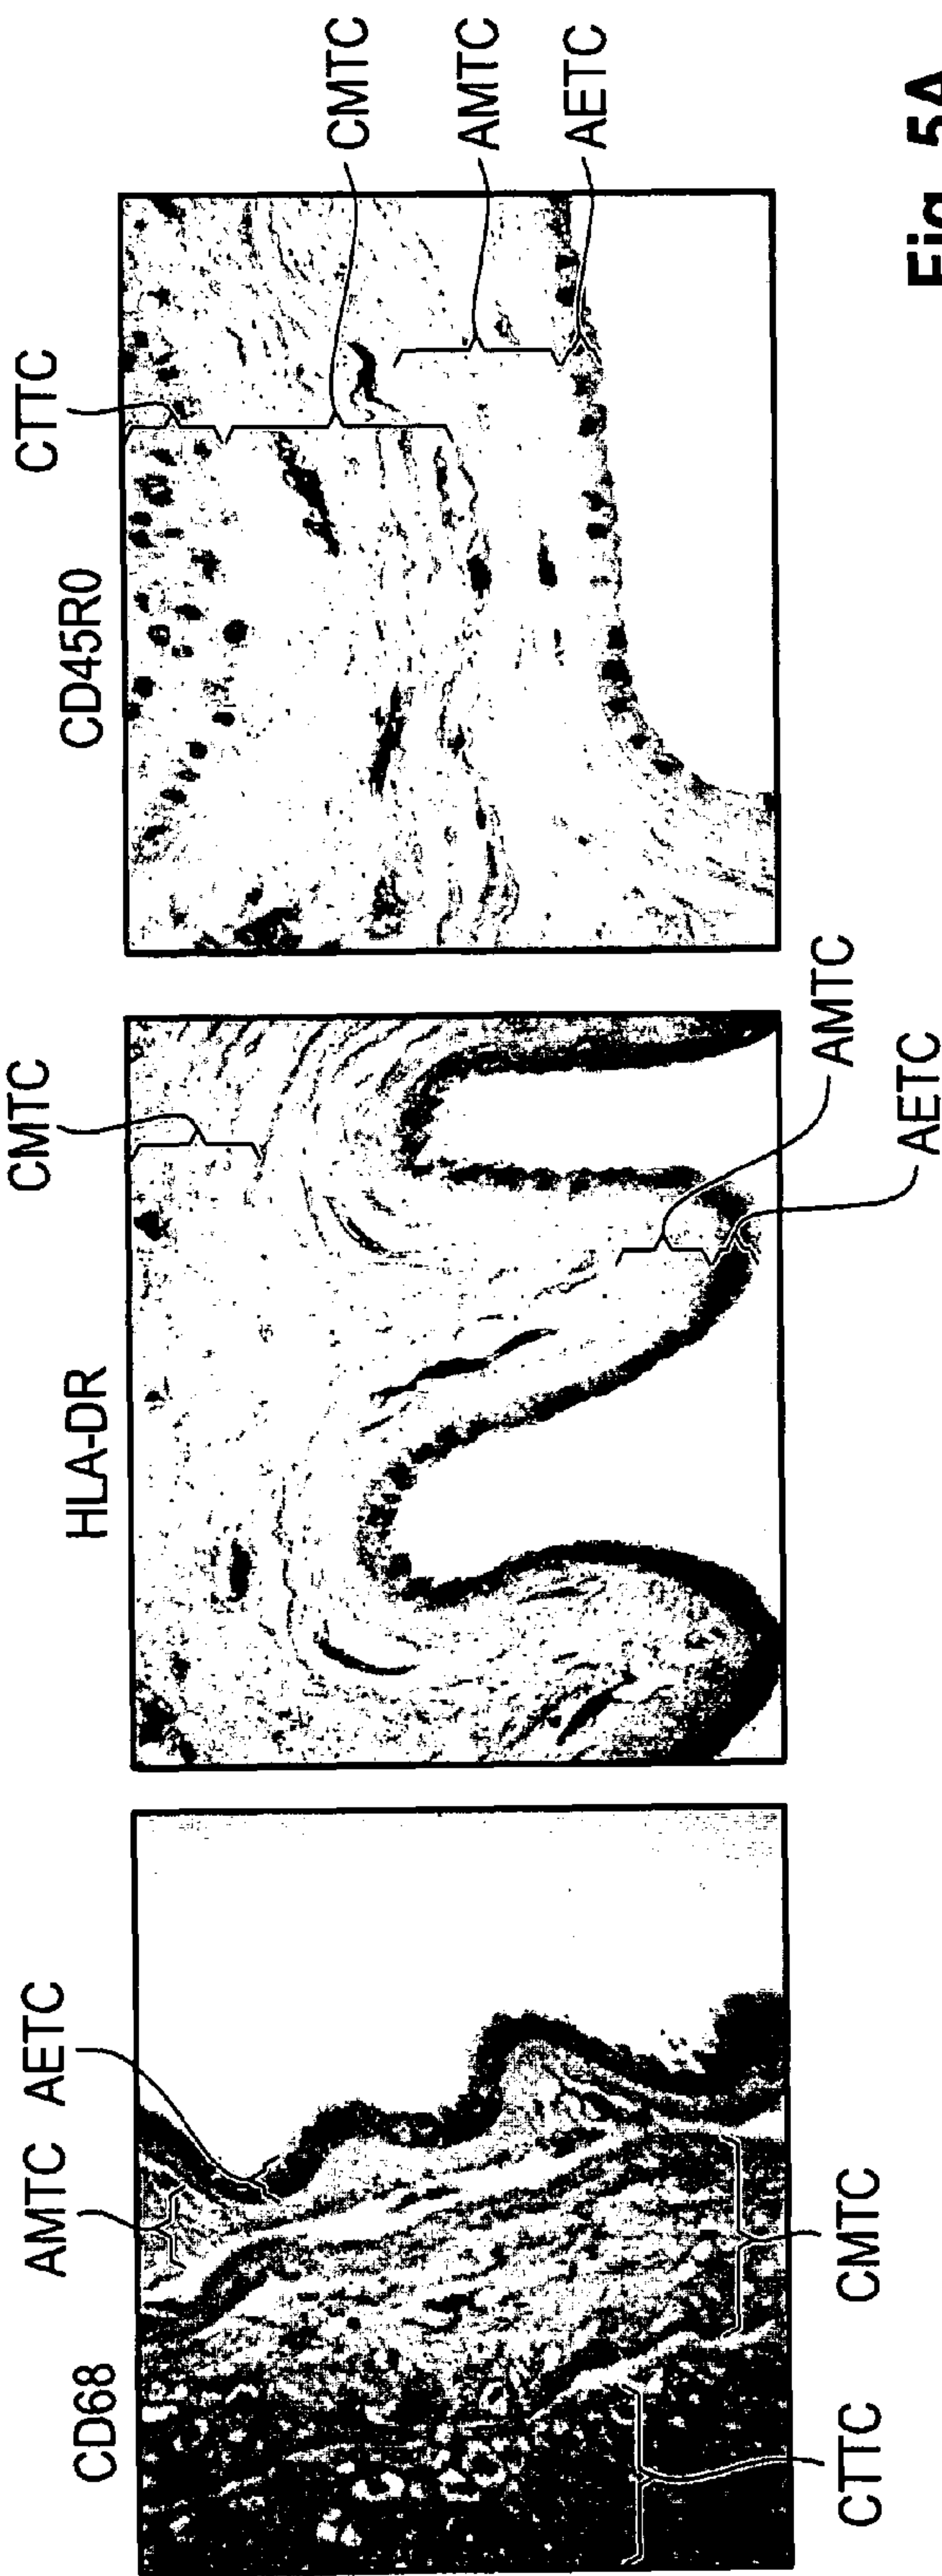 AMTC AETC
CMTC
CTTC
CD68
HLA-DR
CD45R0
CMTC
AMTC
AETC
CTTC
CMTC
AMTC
AETC
Fig. 5A